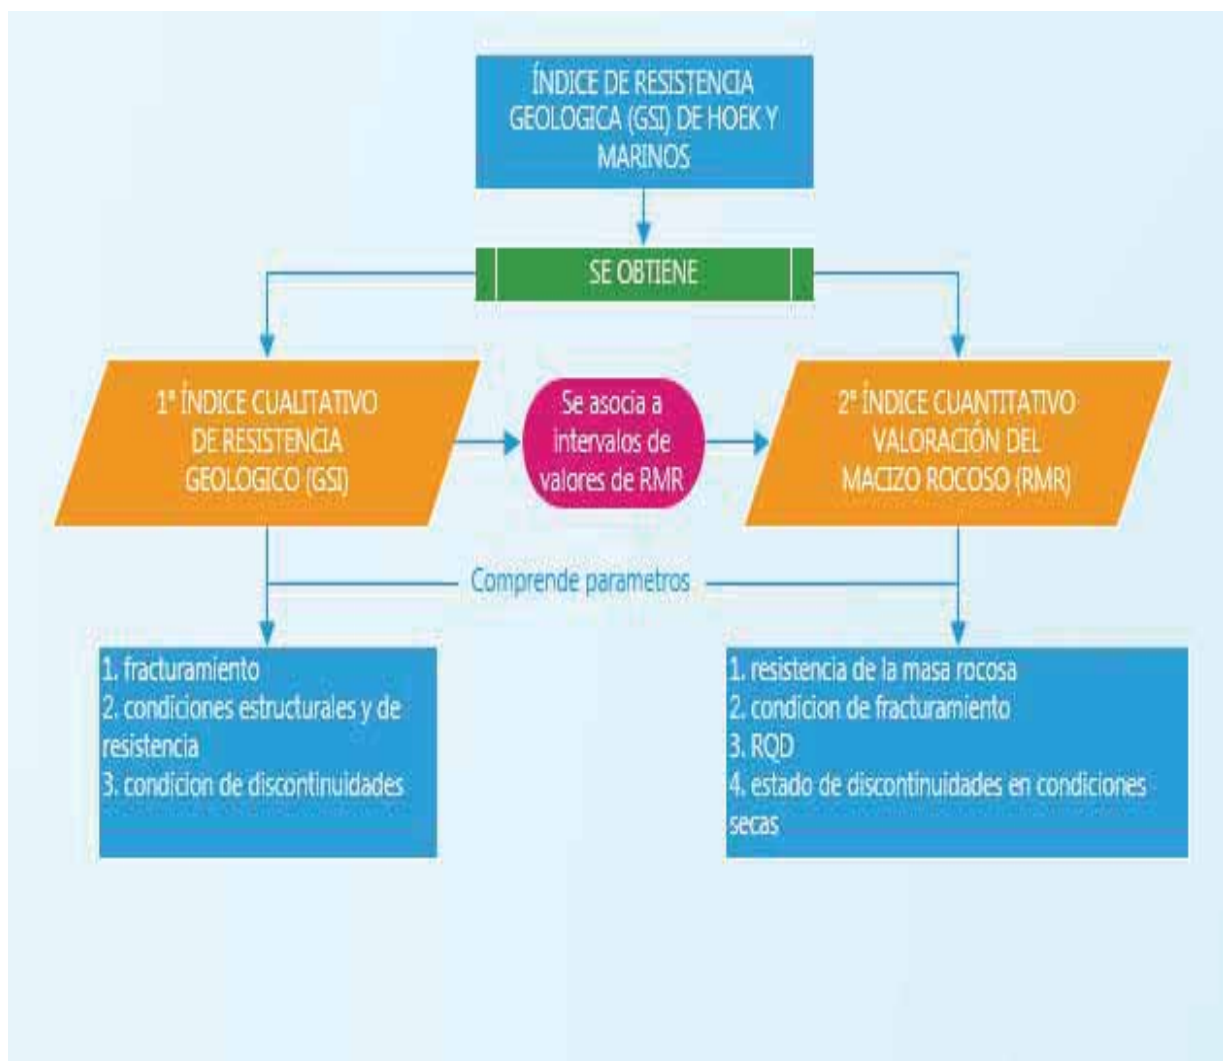 ÍNDICE DE RESISTENCIA
GEOLOGICA (GSI) DE HOEK Y
MARINOS
SE OBTIENE
1° ÍNDICE CUALITATIVO
DE RESISTENCIA
GEOLOGICO (GSI)
Se asocia a
intervalos de
valores de RMR
2° ÍNDICE CUANTITATIVO
VALORACIÓN DEL
MACIZO ROCOSO (RMR)
Comprende parametros
1. fracturamiento
2. condiciones estructurales y de
resistencia
3. condicion de discontinuidades
1. resistencia de la masa rocosa
2. condicion de fracturamiento
3. RQD
4. estado de discontinuidades en condiciones
secas